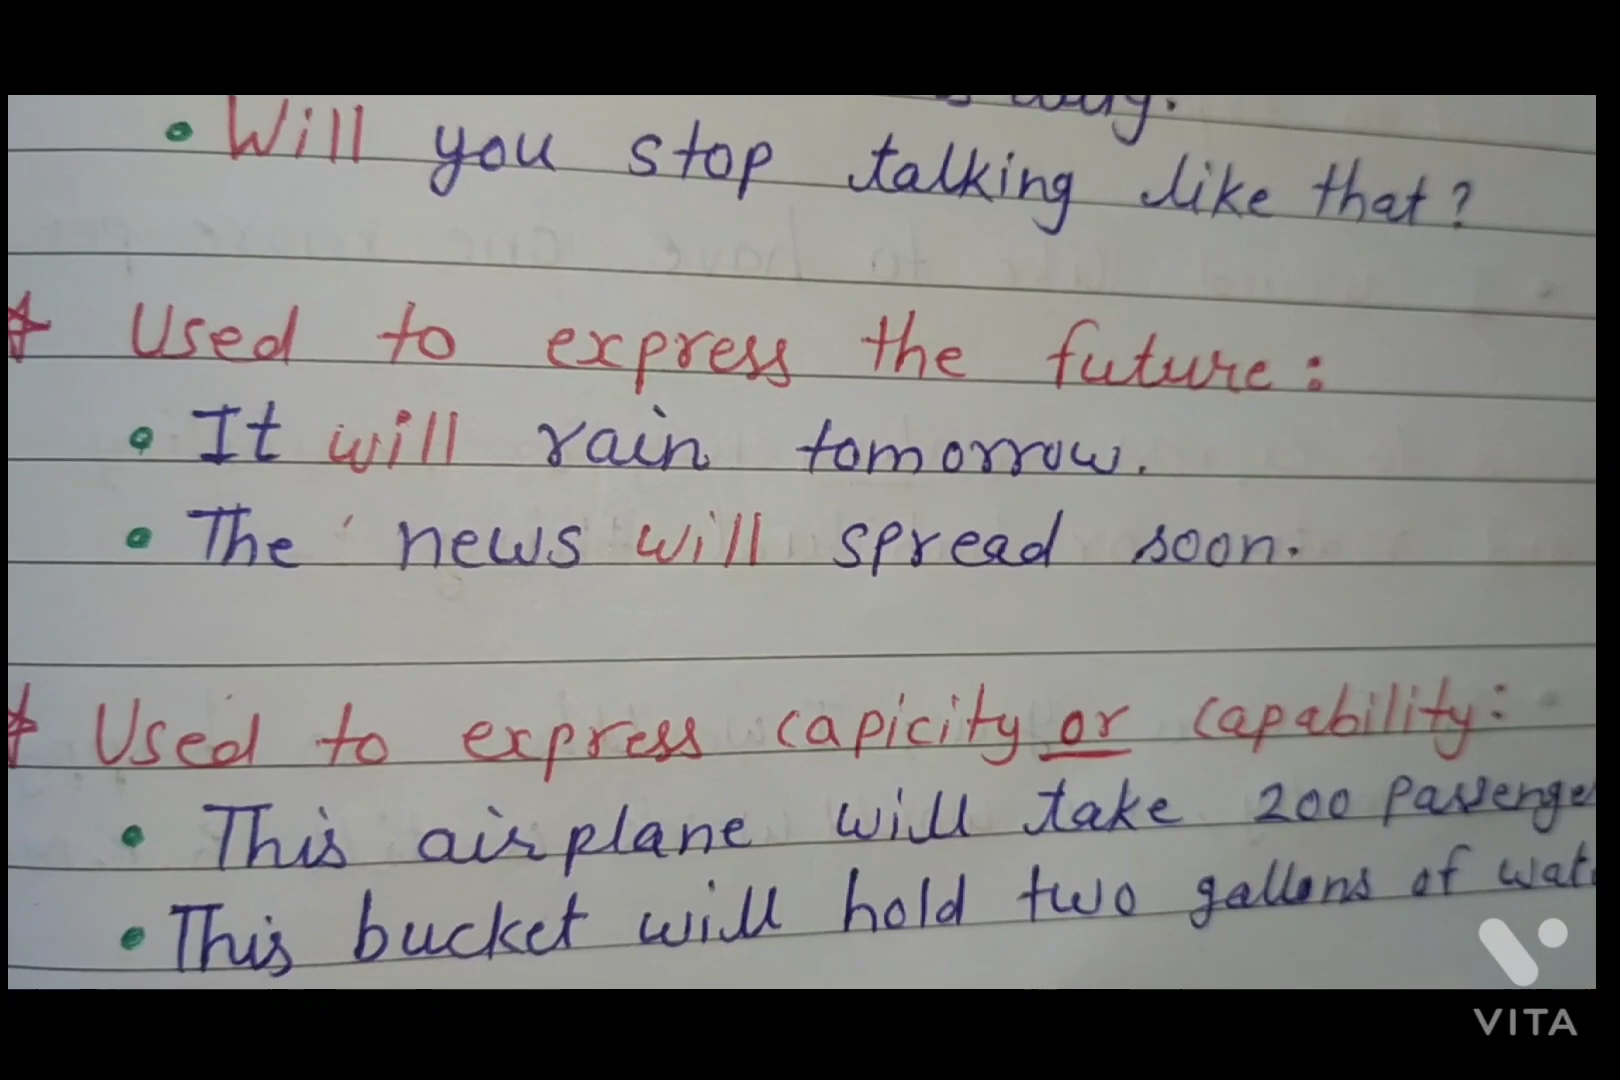 • Will you stop talking like that?
* Used to express the future:
• It will rain tomorrow.
• The news will spread soon.
* Used to express capicity or capability:
• This airplane will take 200 passenge
• This bucket will hold two gallons of wat
VITA